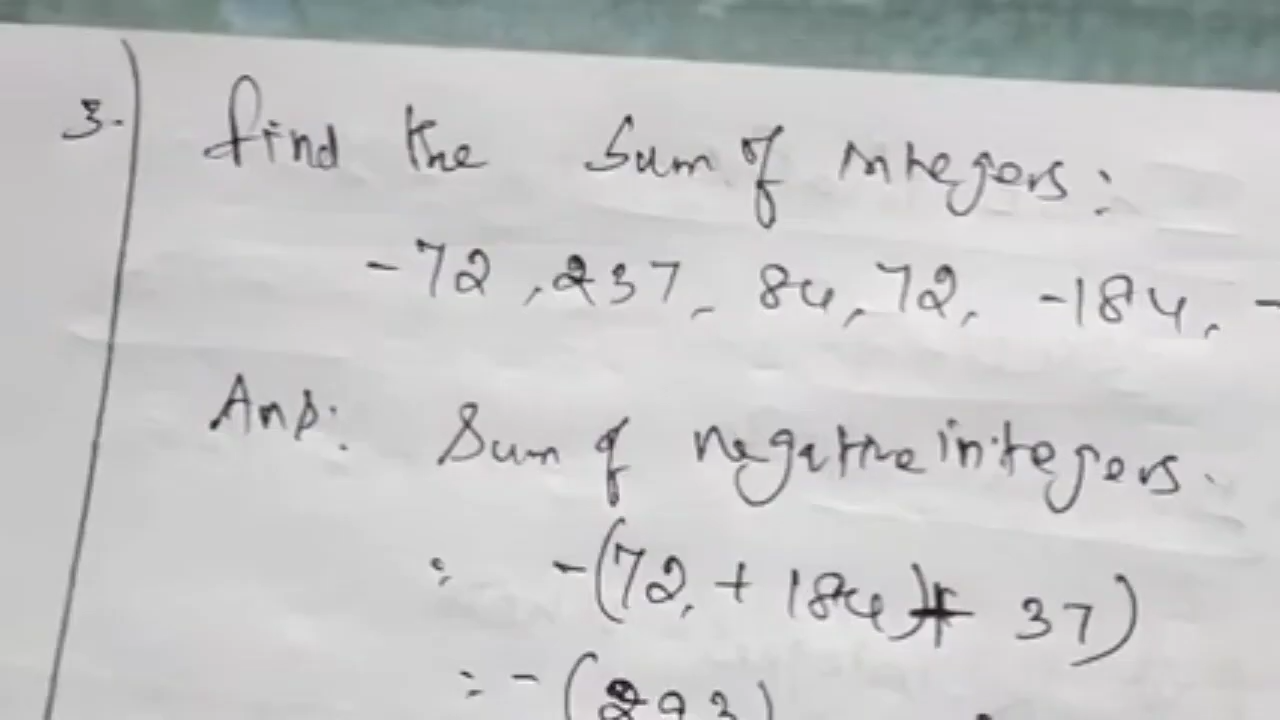 3. Find the Sum of integers:
-72, 237, 84, 72, -184, -
Ans: Sum of negative integers.
= -(72 + 184) + 37)
= -(293)